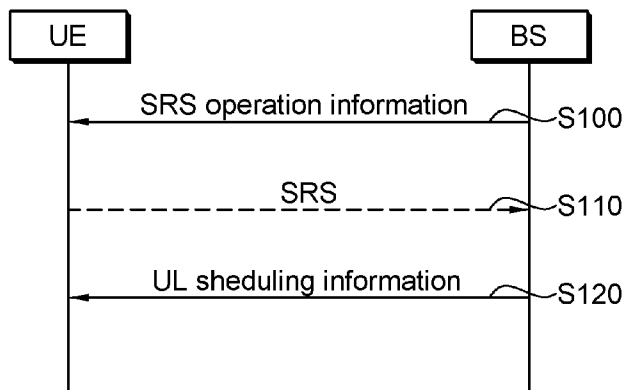 UE BS
SRS operation information
S100
SRS
S110
UL sheduling information
S120